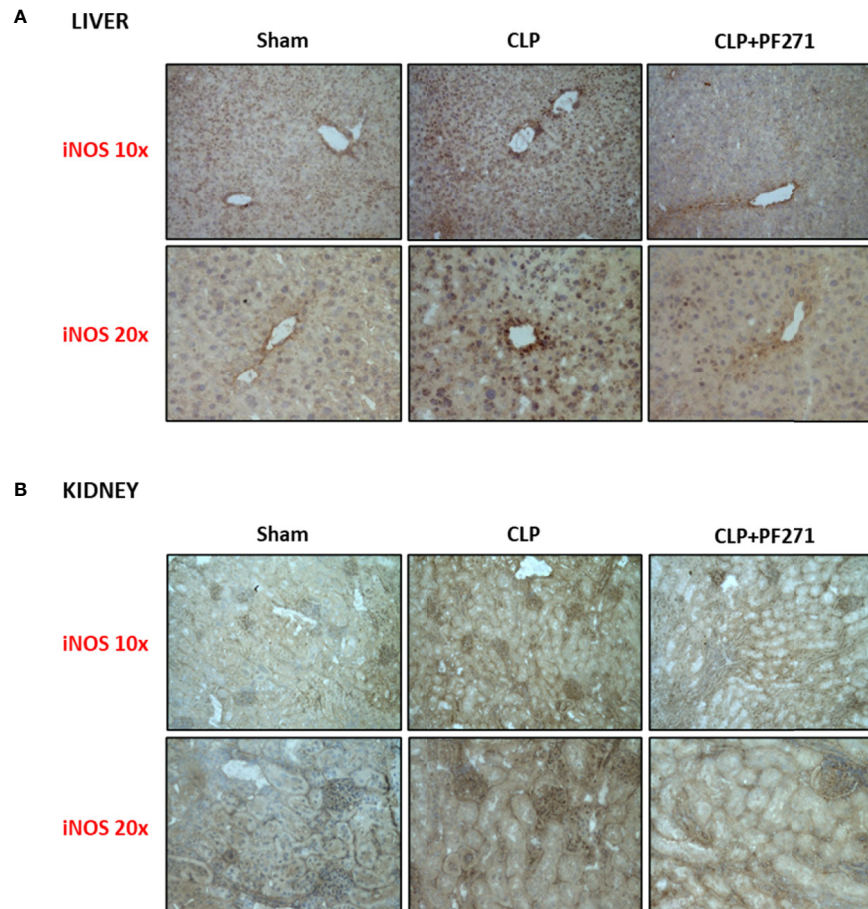 A LIVER
Sham CLP CLP+PF271
iNOS 10x
iNOS 20x
B KIDNEY
Sham CLP CLP+PF271
iNOS 10x
iNOS 20x